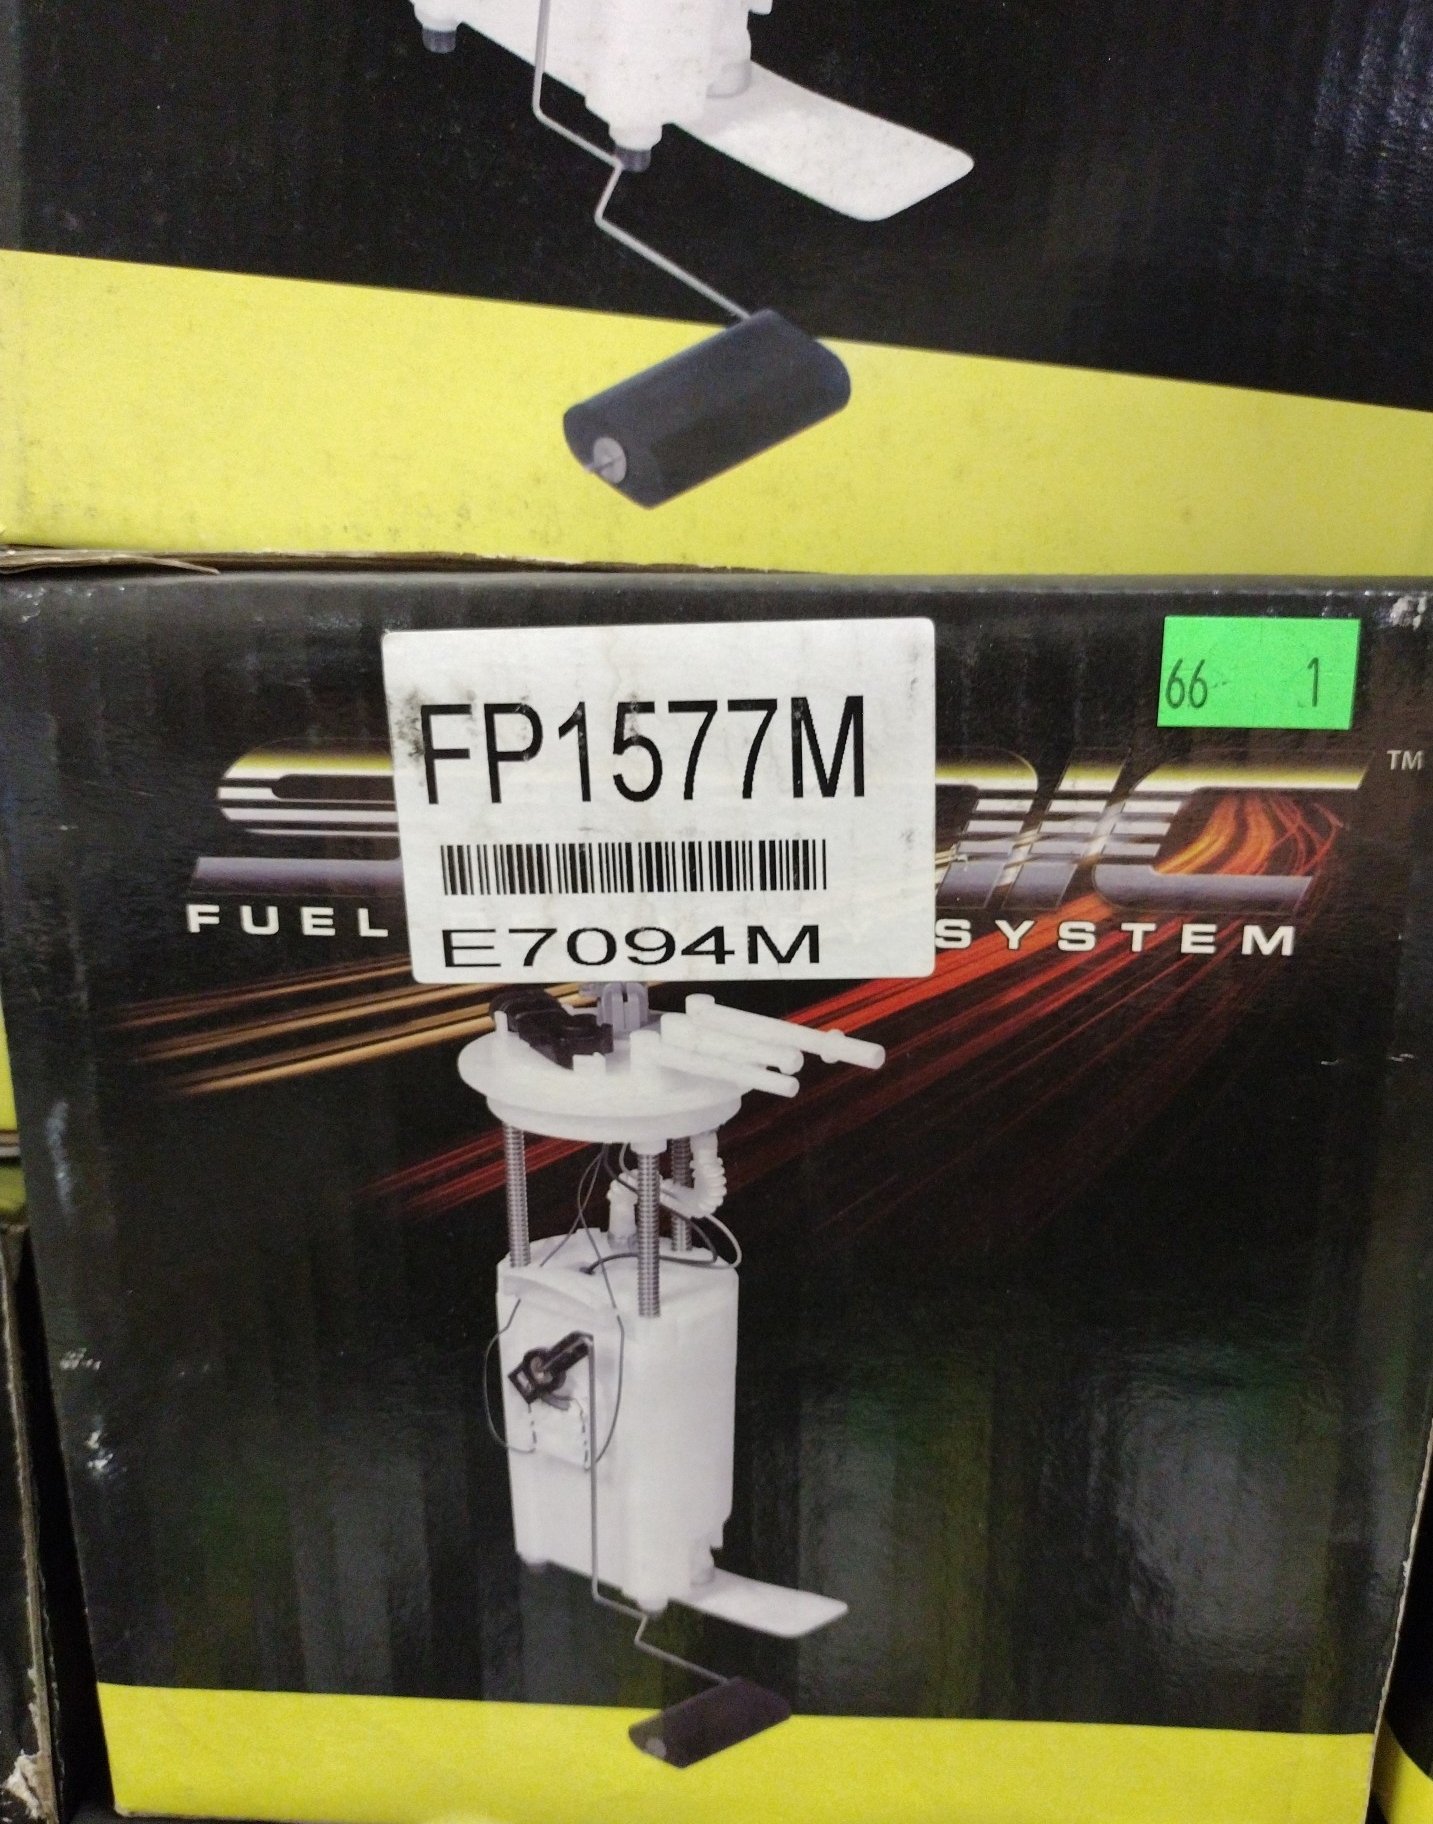 66 1
FP1577M
TM
E7094M
FUEL SYSTEM